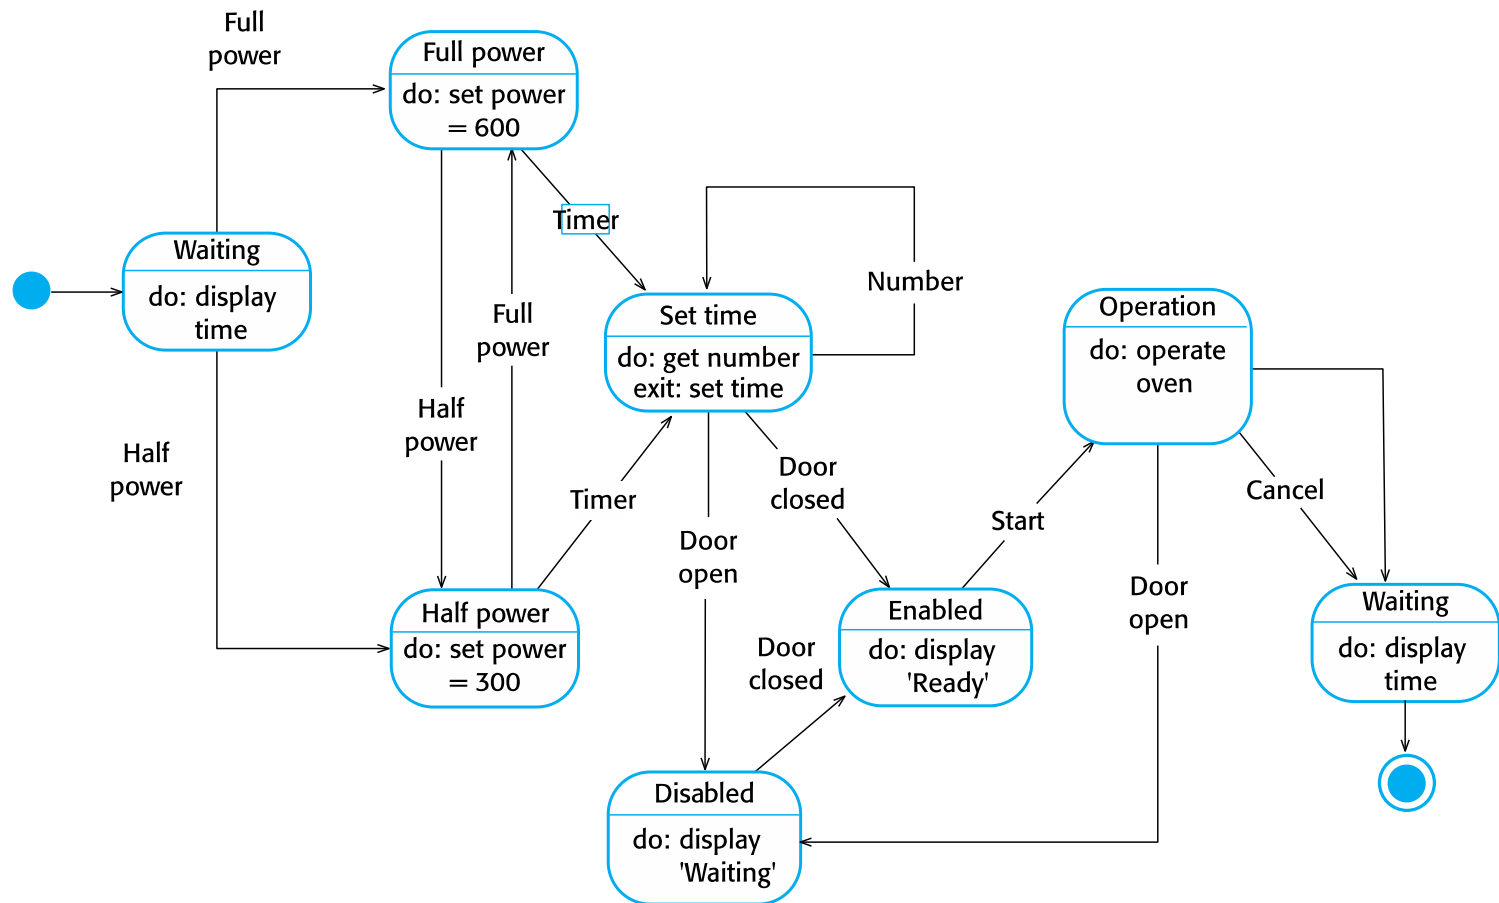 Full
power
Full power
do: set power
= 600
Timer
Waiting
do: display
time
Number
Full
power
Set time
do: get number
exit: set time
Operation
do: operate
oven
Half
power
Half
power
Timer
Door
closed
Cancel
Start
Door
open
Half power
do: set power
= 300
Door
closed
Enabled
do: display
'Ready'
Door
open
Waiting
do: display
time
Disabled
do: display
'Waiting'